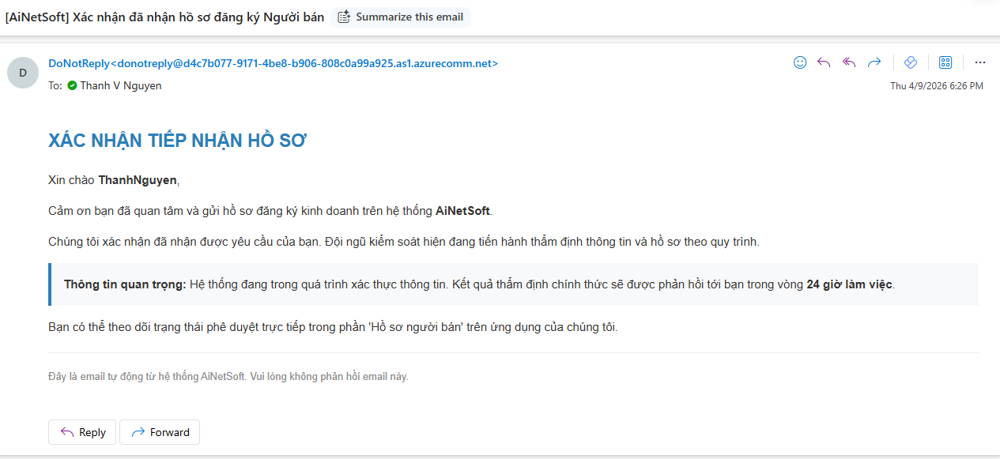 [AiNetSoft] Xác nhận đã nhận hồ sơ đăng ký Người bán
Summarize this email
D
DoNotReply<donotreply@d4c7b077-9171-4be8-b906-808c0a99a925.as1.azurecomm.net>
To: Thanh V Nguyen
Thu 4/9/2026 6:26 PM
XÁC NHẬN TIẾP NHẬN HỒ SƠ
Xin chào ThanhNguyen,
Cảm ơn bạn đã quan tâm và gửi hồ sơ đăng ký kinh doanh trên hệ thống AiNetSoft.
Chúng tôi xác nhận đã nhận được yêu cầu của bạn. Đội ngũ kiểm soát hiện đang tiến hành thẩm định thông tin và hồ sơ theo quy trình.
Thông tin quan trọng: Hệ thống đang trong quá trình xác thực thông tin. Kết quả thẩm định chính thức sẽ được phản hồi tới bạn trong vòng 24 giờ làm việc.
Bạn có thể theo dõi trạng thái phê duyệt trực tiếp trong phần 'Hồ sơ người bán' trên ứng dụng của chúng tôi.
Đây là email tự động từ hệ thống AiNetSoft. Vui lòng không phản hồi email này.
Reply
Forward